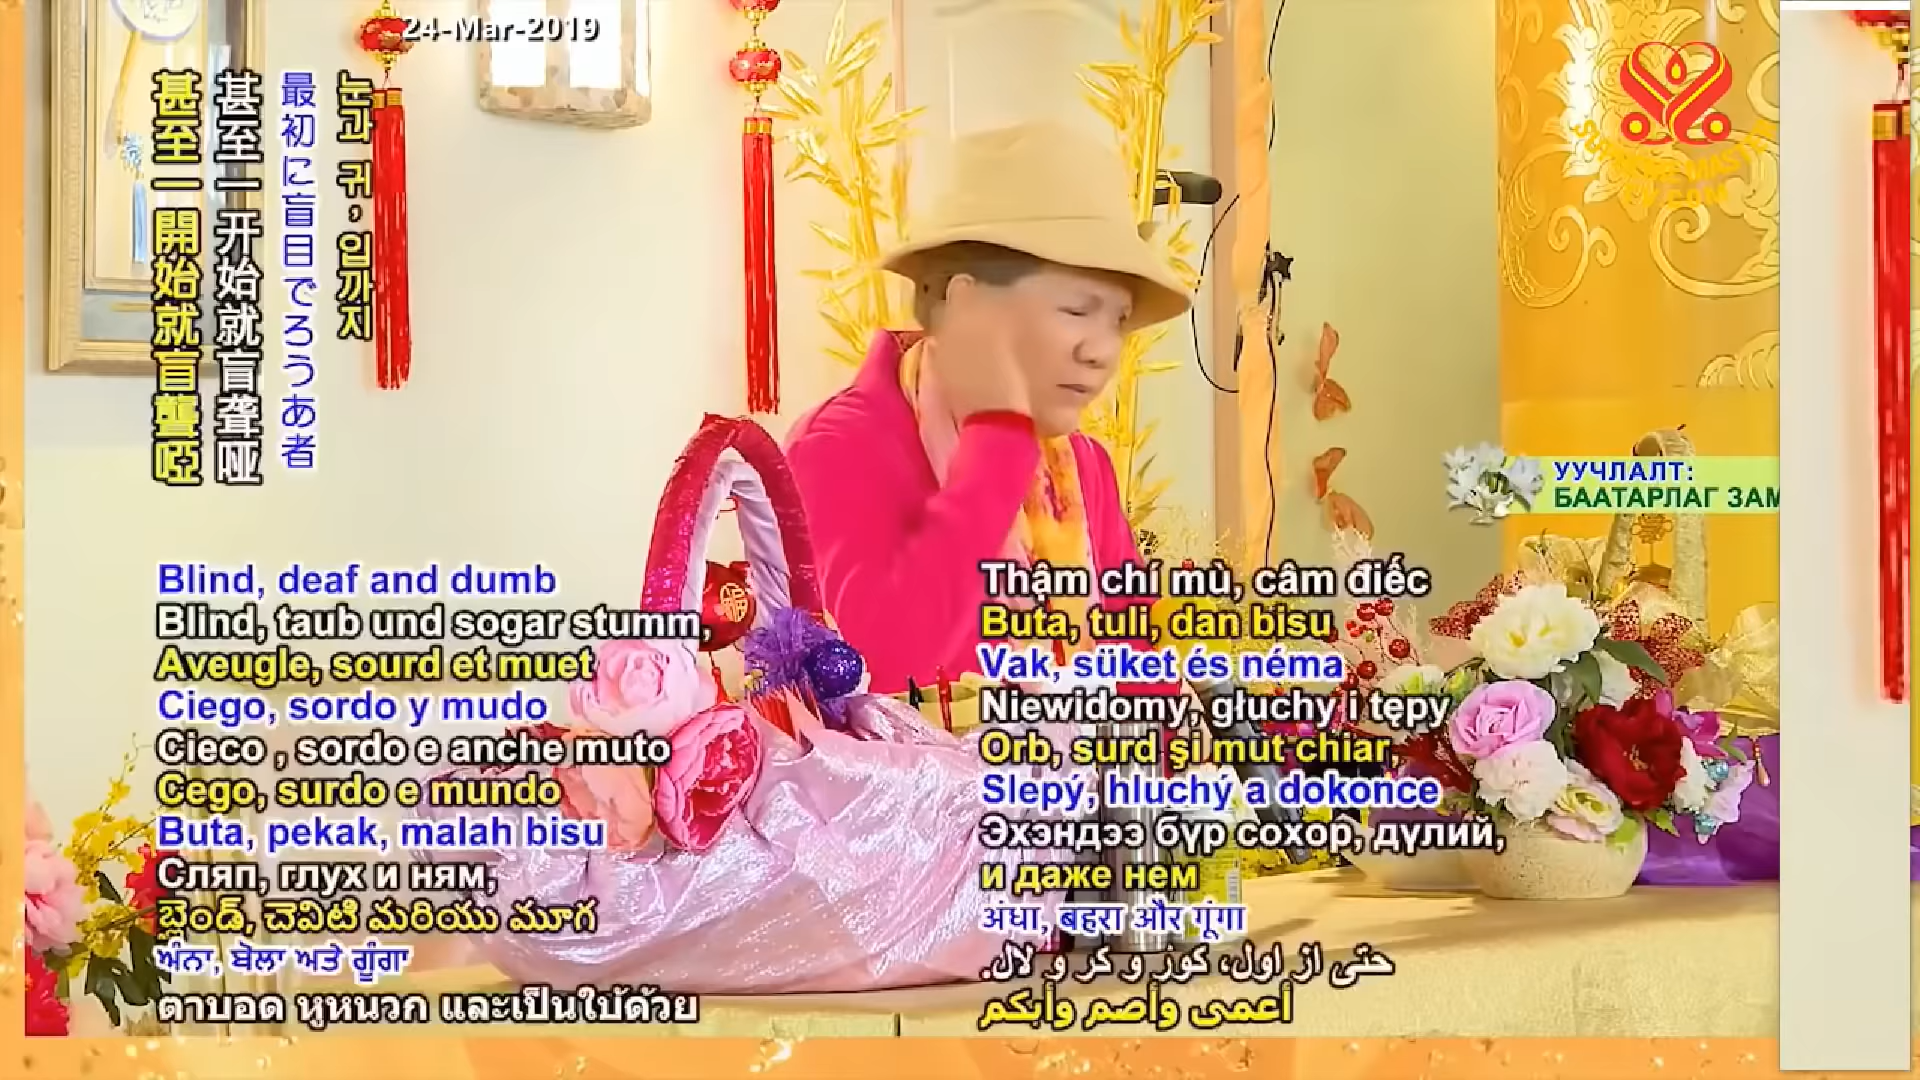 24-Mar-2019
SUPREME MASTER
TV.COM
눈과 귀, 입까지
最初に盲目でろうあ者
甚至一开始就盲聋哑
甚至一開始就盲聾啞
УУЧЛАЛТ:
БААТАРЛАГ ЗАМ
Blind, deaf and dumb
Blind, taub und sogar stumm,
Aveugle, sourd et muet
Ciego, sordo y mudo
Cieco , sordo e anche muto
Cego, surdo e mundo
Buta, pekak, malah bisu
Сляп, глух и ням,
బ్లైండ్, చెవిటి మరియు మూగ
ਅੰਨਾ, ਬੋਲਾ ਅਤੇ ਗੂੰਗਾ
ตาบอด หูหนวก และเป็นใบ้ด้วย
Thậm chí mù, câm điếc
Buta, tuli, dan bisu
Vak, süket és néma
Niewidomy, głuchy i tępy
Orb, surd şi mut chiar,
Slepý, hluchý a dokonce
Эхэндээ бүр сохор, дүлий,
и даже нем
अंधा, बहरा और गूंगा
حتی از اول، کور و کر و لال.
أعمى وأصم وأبكم